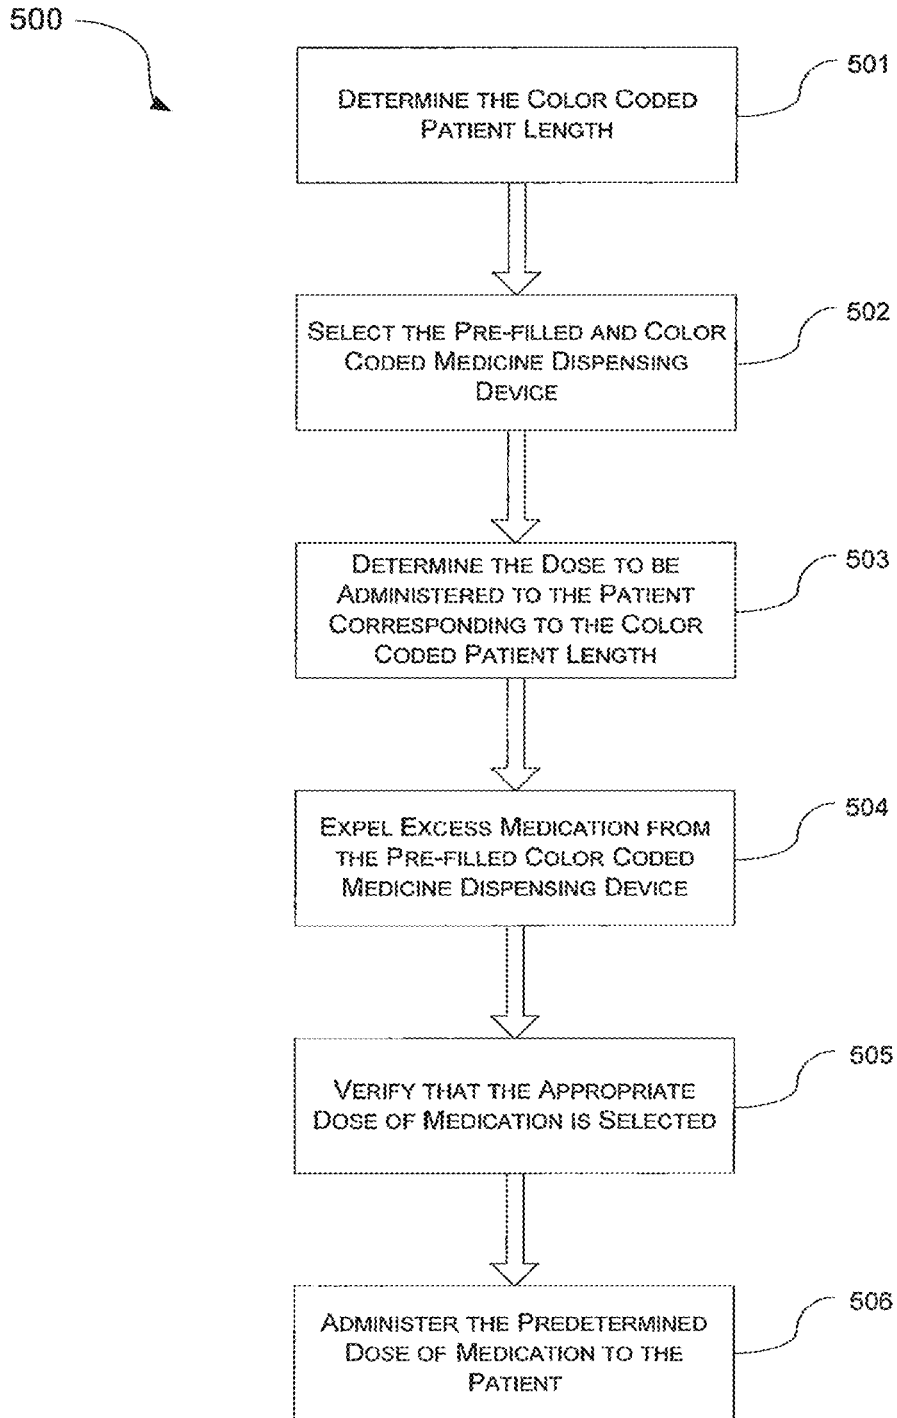 500
501
DETERMINE THE COLOR CODED
PATIENT LENGTH
502
SELECT THE PRE-FILLED AND COLOR
CODED MEDICINE DISPENSING
DEVICE
503
DETERMINE THE DOSE TO BE
ADMINISTERED TO THE PATIENT
CORRESPONDING TO THE COLOR
CODED PATIENT LENGTH
504
EXPEL EXCESS MEDICATION FROM
THE PRE-FILLED COLOR CODED
MEDICINE DISPENSING DEVICE
505
VERIFY THAT THE APPROPRIATE
DOSE OF MEDICATION IS SELECTED
506
ADMINISTER THE PREDETERMINED
DOSE OF MEDICATION TO THE
PATIENT